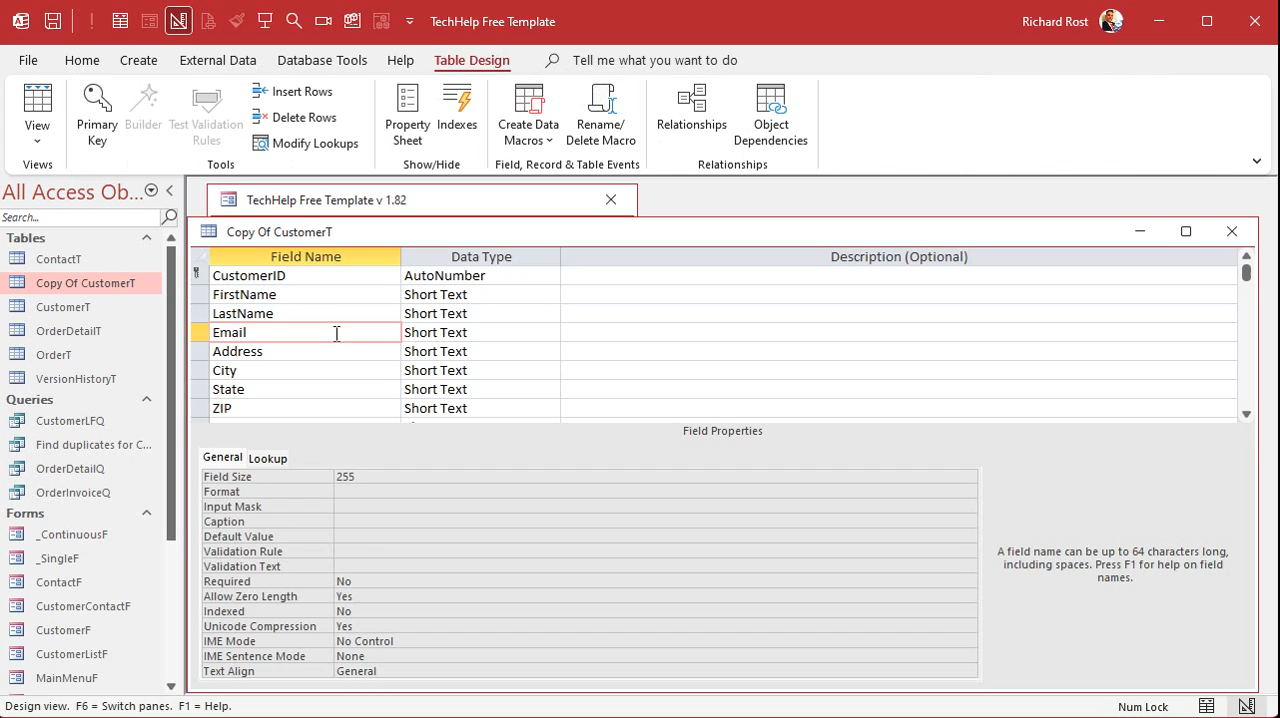 TechHelp Free Template
Richard Rost
File Home Create External Data Database Tools Help Table Design Tell me what you want to do
View
Views
Primary Key
Builder
Test Validation Rules
Insert Rows
Delete Rows
Modify Lookups
Tools
Property Sheet
Indexes
Show/Hide
Create Data Macros
Rename/ Delete Macro
Field, Record & Table Events
Relationships
Object Dependencies
Relationships
All Access Ob...
Search...
Tables
ContactT
Copy Of CustomerT
CustomerT
OrderDetailT
OrderT
VersionHistoryT
Queries
CustomerLFQ
Find duplicates for C...
OrderDetailQ
OrderInvoiceQ
Forms
_ContinuousF
_SingleF
ContactF
CustomerContactF
CustomerF
CustomerListF
MainMenuF
TechHelp Free Template v 1.82
Copy Of CustomerT
Field Name Data Type Description (Optional)
CustomerID AutoNumber
FirstName Short Text
LastName Short Text
Email Short Text
Address Short Text
City Short Text
State Short Text
ZIP Short Text
Field Properties
General Lookup
Field Size 255
Format
Input Mask
Caption
Default Value
Validation Rule
Validation Text
Required No
Allow Zero Length Yes
Indexed No
Unicode Compression Yes
IME Mode No Control
IME Sentence Mode None
Text Align General
A field name can be up to 64 characters long,
including spaces. Press F1 for help on field
names.
Design view. F6 = Switch panes. F1 = Help.
Num Lock